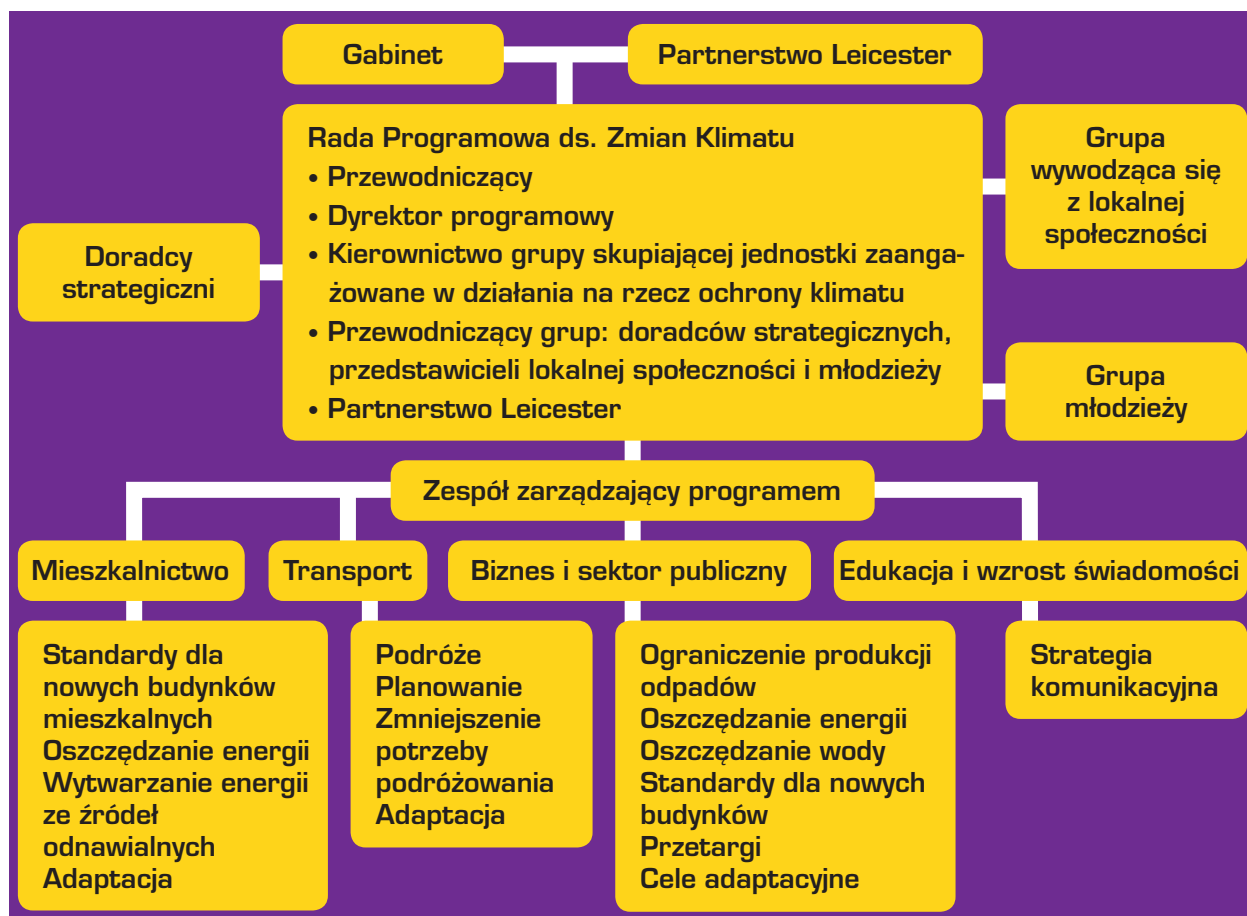 Gabinet
Partnerstwo Leicester
Rada Programowa ds. Zmian Klimatu
• Przewodniczący
• Dyrektor programowy
• Kierownictwo grupy skupiającej jednostki zaanga-
żowane w działania na rzecz ochrony klimatu
• Przewodniczący grup: doradców strategicznych,
przedstawicieli lokalnej społeczności i młodzieży
• Partnerstwo Leicester
Doradcy
strategiczni
Grupa
wywodząca się
z lokalnej
społeczności
Grupa
młodzieży
Zespół zarządzający programem
Mieszkalnictwo
Transport
Biznes i sektor publiczny
Edukacja i wzrost świadomości
Standardy dla
nowych budynków
mieszkalnych
Oszczędzanie energii
Wytwarzanie energii
ze źródeł
odnawialnych
Adaptacja
Podróże
Planowanie
Zmniejszenie
potrzeby
podróżowania
Adaptacja
Ograniczenie produkcji
odpadów
Oszczędzanie energii
Oszczędzanie wody
Standardy dla nowych
budynków
Przetargi
Cele adaptacyjne
Strategia
komunikacyjna